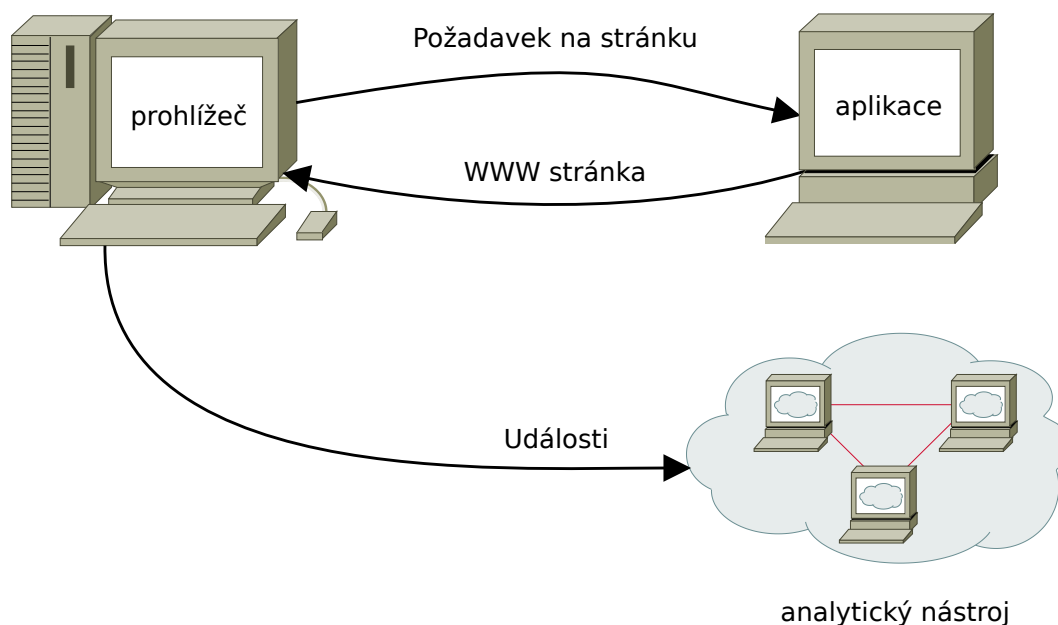 Požadavek na stránku
prohlížeč
aplikace
WWW stránka
Události
analytický nástroj